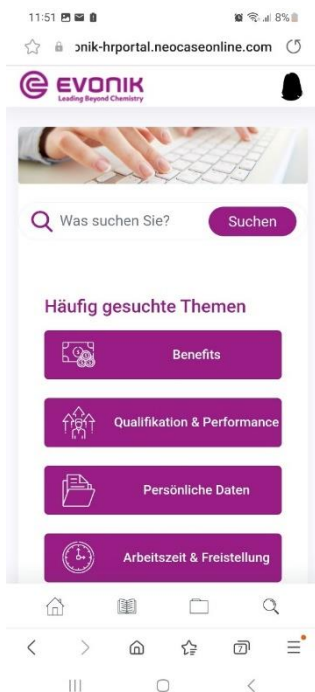 11:51 8%
onik-hrportal.neocaseonline.com
EVONIK
Leading Beyond Chemistry
Was suchen Sie? Suchen
Häufig gesuchte Themen
Benefits
Qualifikation & Performance
Persönliche Daten
Arbeitszeit & Freistellung
7